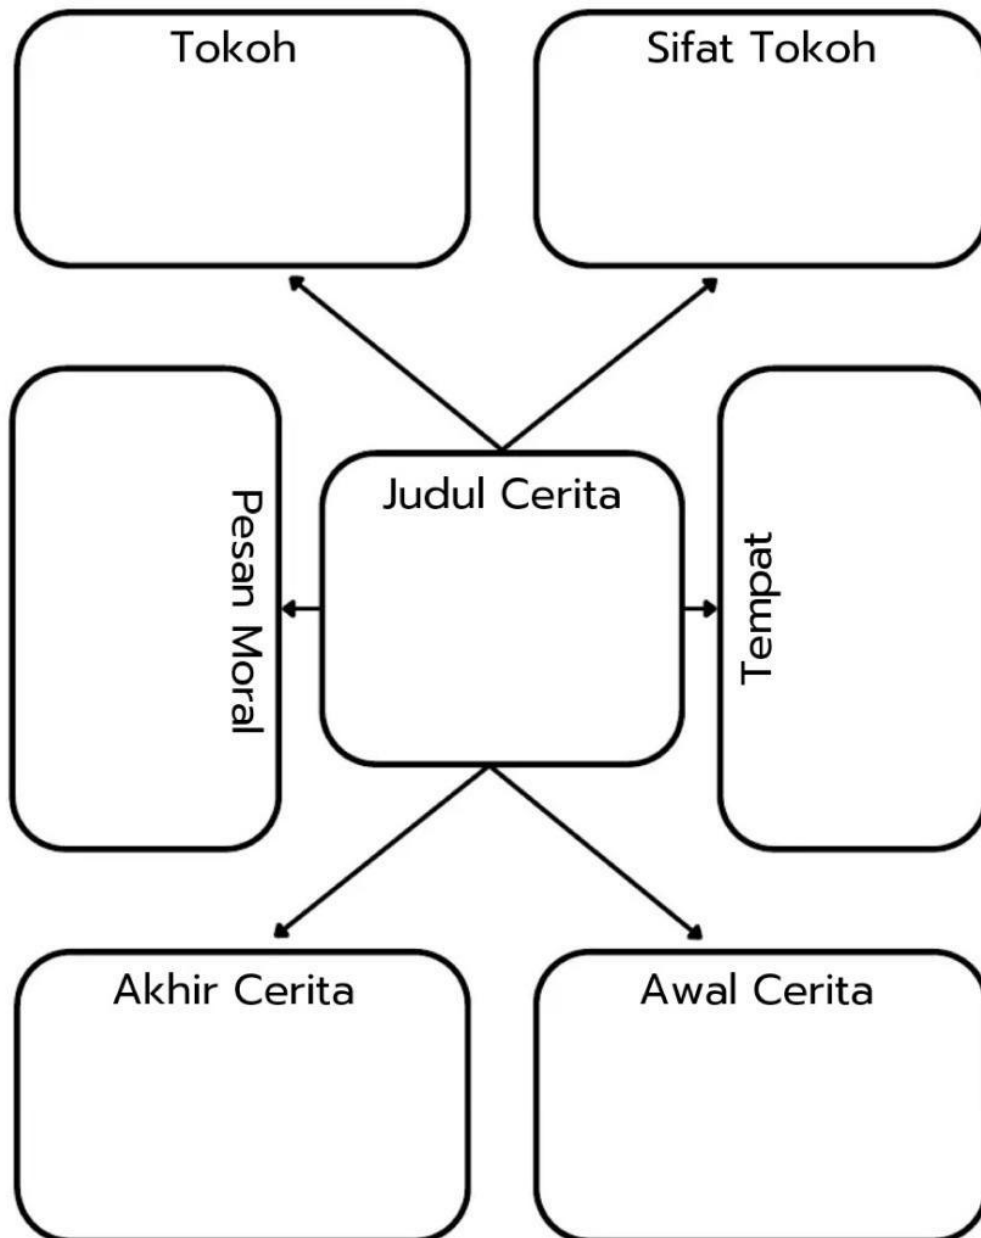 Tokoh
Sifat Tokoh
Pesan Moral
Judul Cerita
Tempat
Akhir Cerita
Awal Cerita